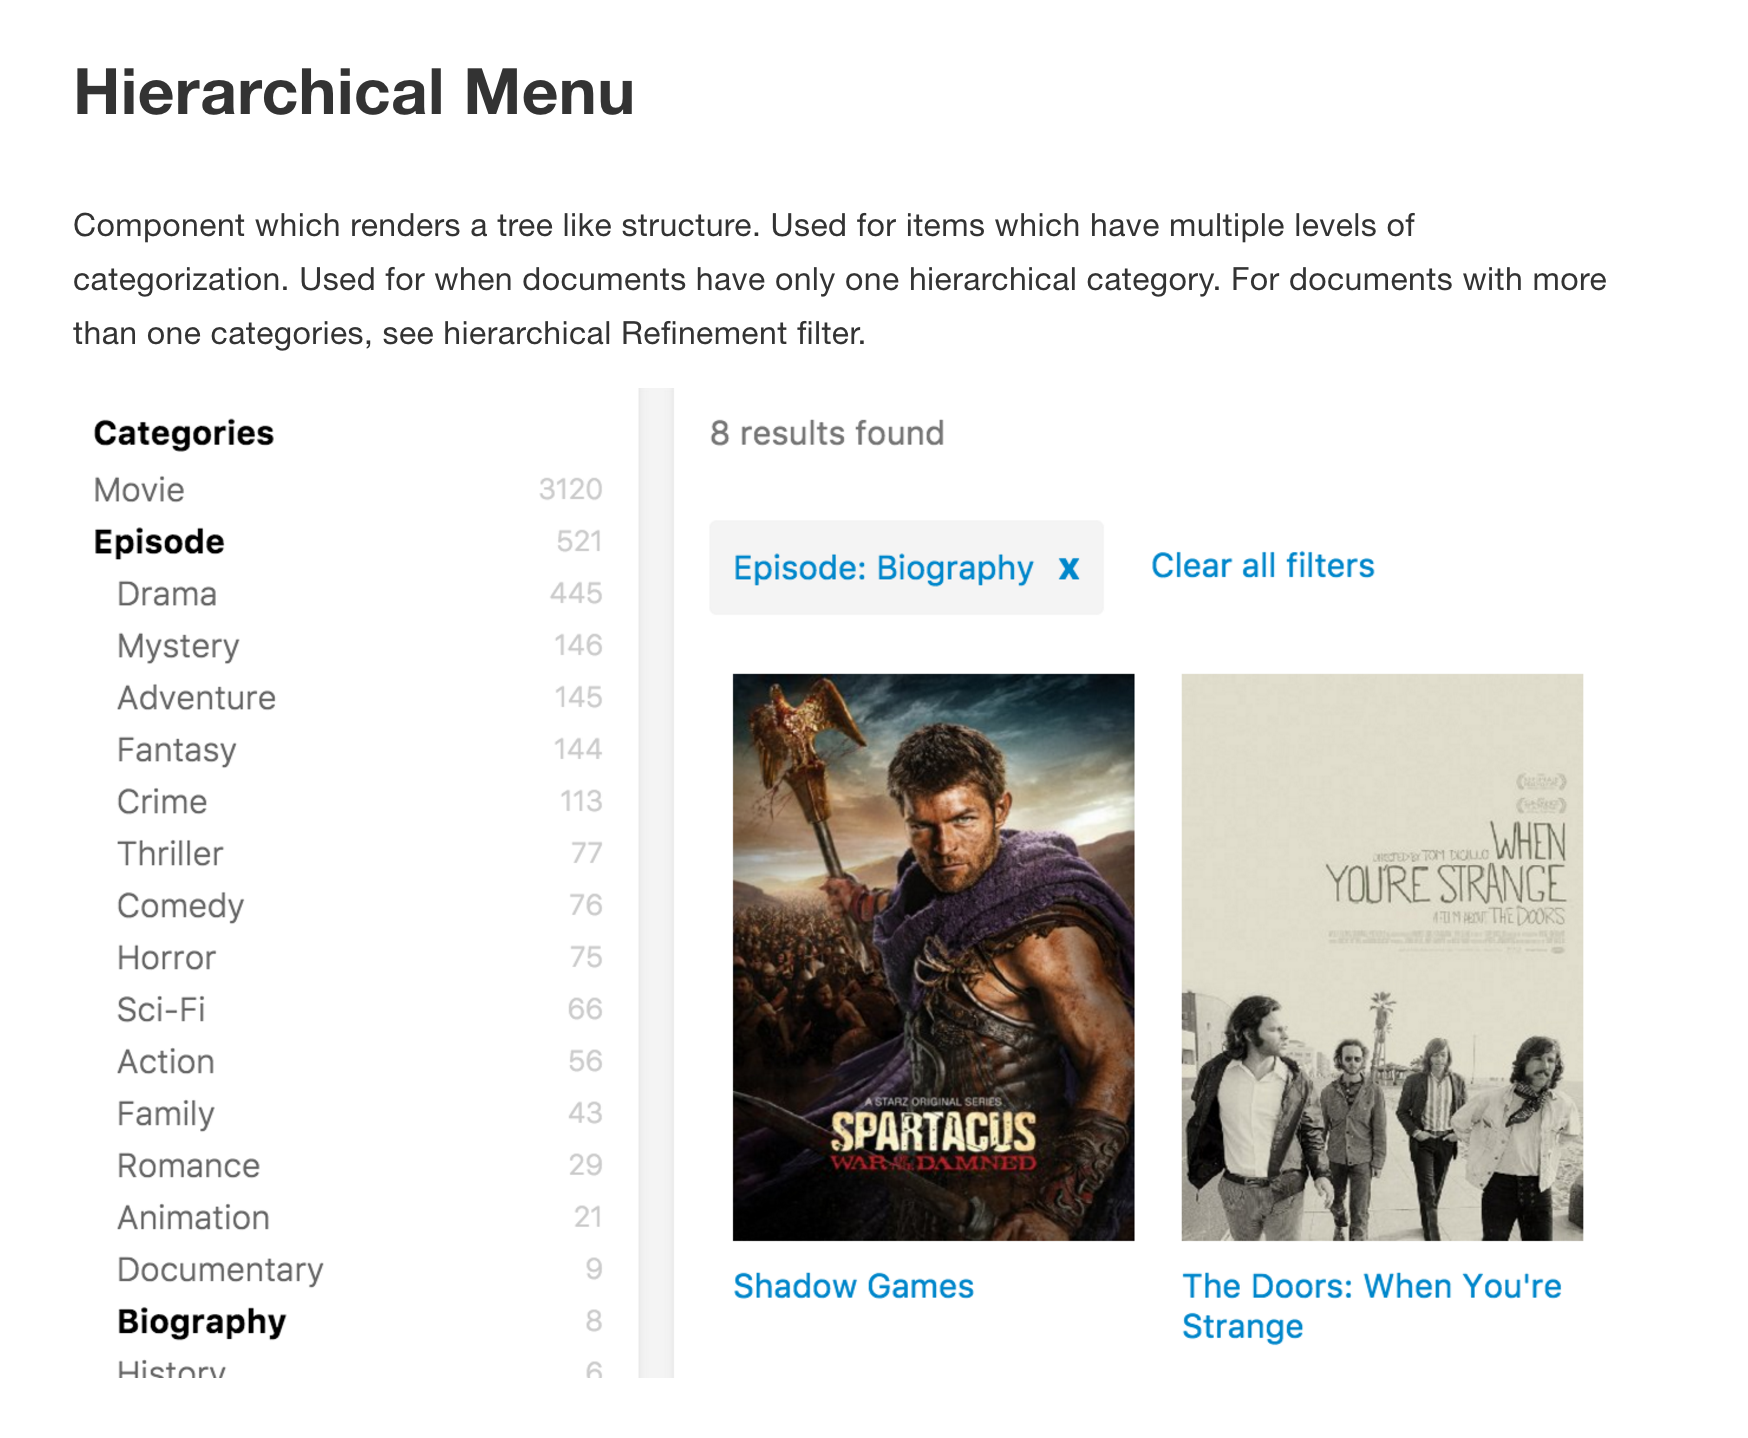 Hierarchical Menu
Component which renders a tree like structure. Used for items which have multiple levels of
categorization. Used for when documents have only one hierarchical category. For documents with more
than one categories, see hierarchical Refinement filter.
Categories
Movie 3120
Episode 521
Drama 445
Mystery 146
Adventure 145
Fantasy 144
Crime 113
Thriller 77
Comedy 76
Horror 75
Sci-Fi 66
Action 56
Family 43
Romance 29
Animation 21
Documentary 9
Biography 8
History 6
8 results found
Episode: Biography x
Clear all filters
A STARZ ORIGINAL SERIES
SPARTACUS
WAR OF THE DAMNED
Shadow Games
DIRECTED BY TOM DICILLO WHEN
YOU'RE STRANGE
A FILM ABOUT THE DOORS
The Doors: When You're
Strange